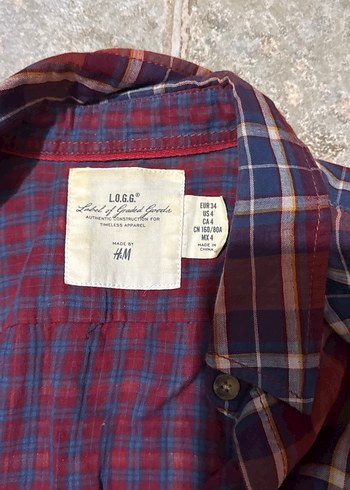 L.O.G.G.®
Label of Graded Goods
AUTHENTIC CONSTRUCTION FOR
TIMELESS APPAREL
MADE BY
H&M
EUR 34
US 4
CA 4
CN 160/80A
MX 4
MADE IN
CHINA